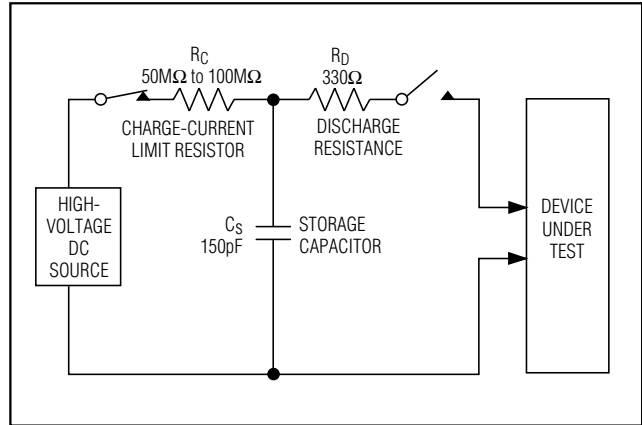 R_C
50MΩ to 100MΩ
CHARGE-CURRENT
LIMIT RESISTOR
R_D
330Ω
DISCHARGE
RESISTANCE
HIGH-
VOLTAGE
DC
SOURCE
C_S
150pF
STORAGE
CAPACITOR
DEVICE
UNDER
TEST